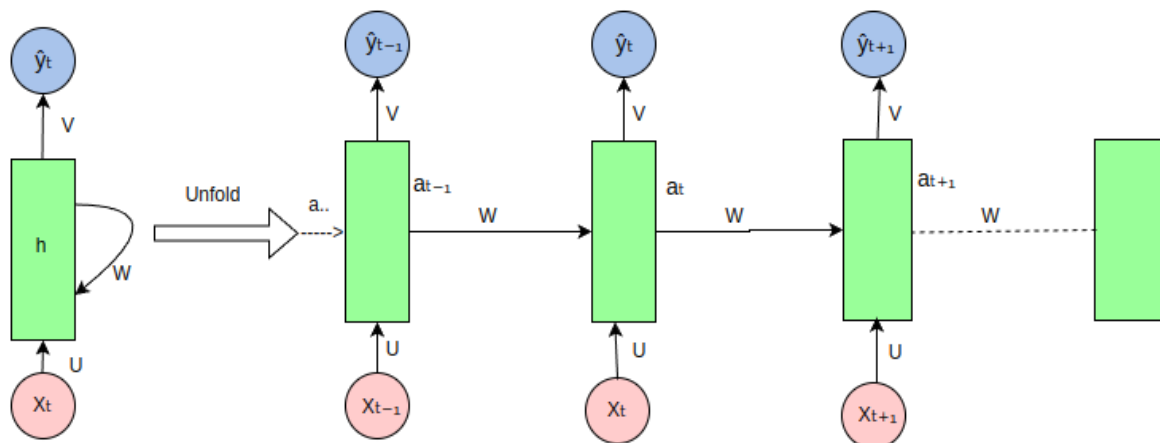 ŷt
V
h
W
U
Xt
Unfold
a..
ŷt−1
V
at−1
W
U
Xt−1
ŷt
V
at
W
U
Xt
ŷt+1
V
at+1
W
U
Xt+1